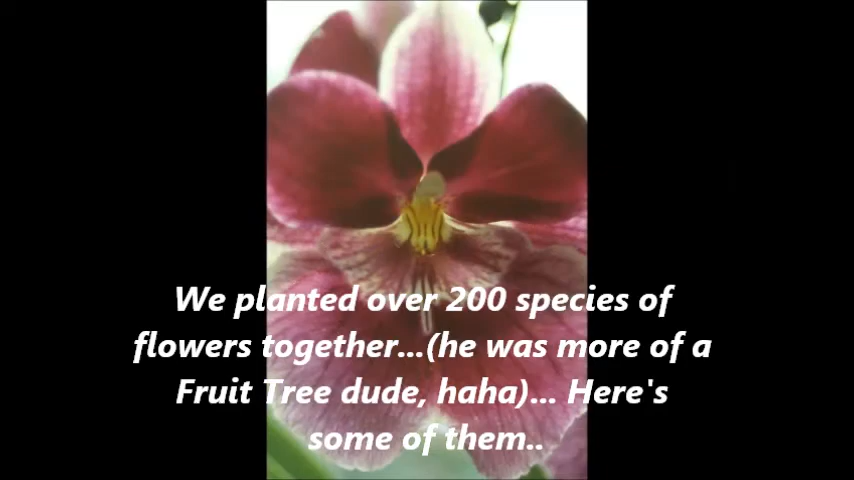 We planted over 200 species of
flowers together...(he was more of a
Fruit Tree dude, haha)... Here's
some of them..